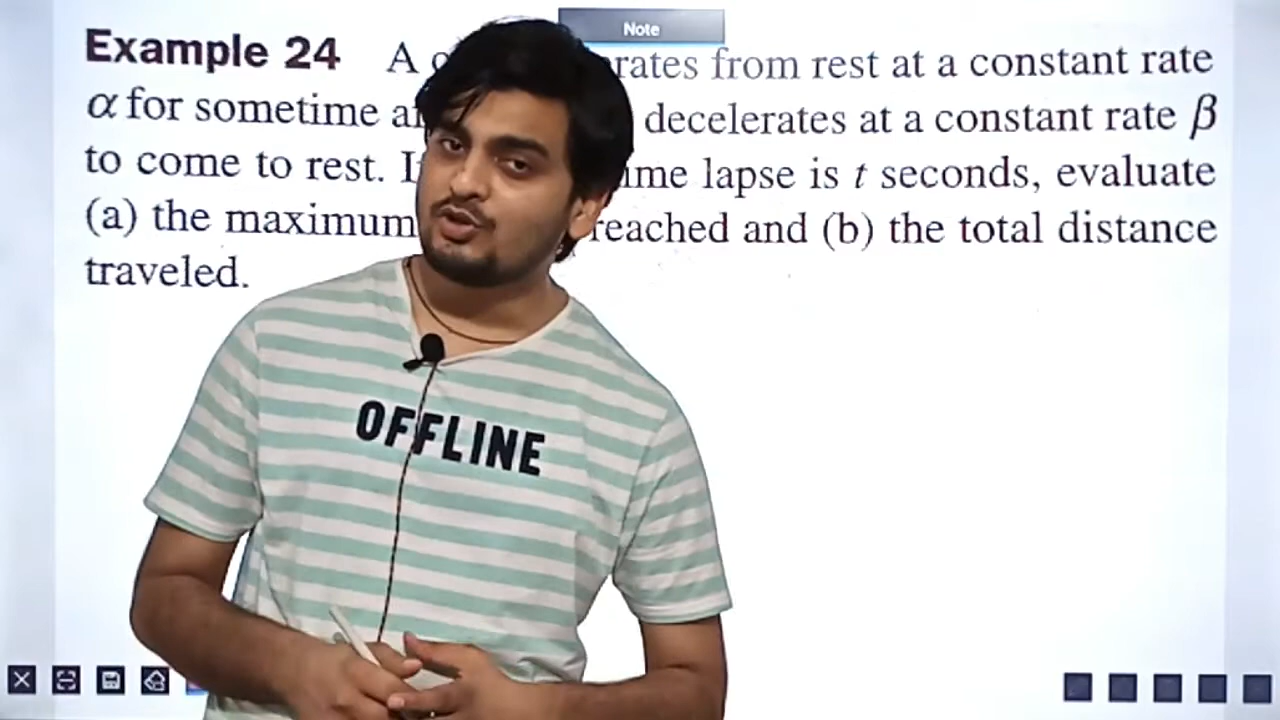 Note
Example 24 A rates from rest at a constant rate
α for sometime decelerates at a constant rate β
to come to rest. lapse is t seconds, evaluate
(a) the maximum reached and (b) the total distance
traveled.
OFFLINE